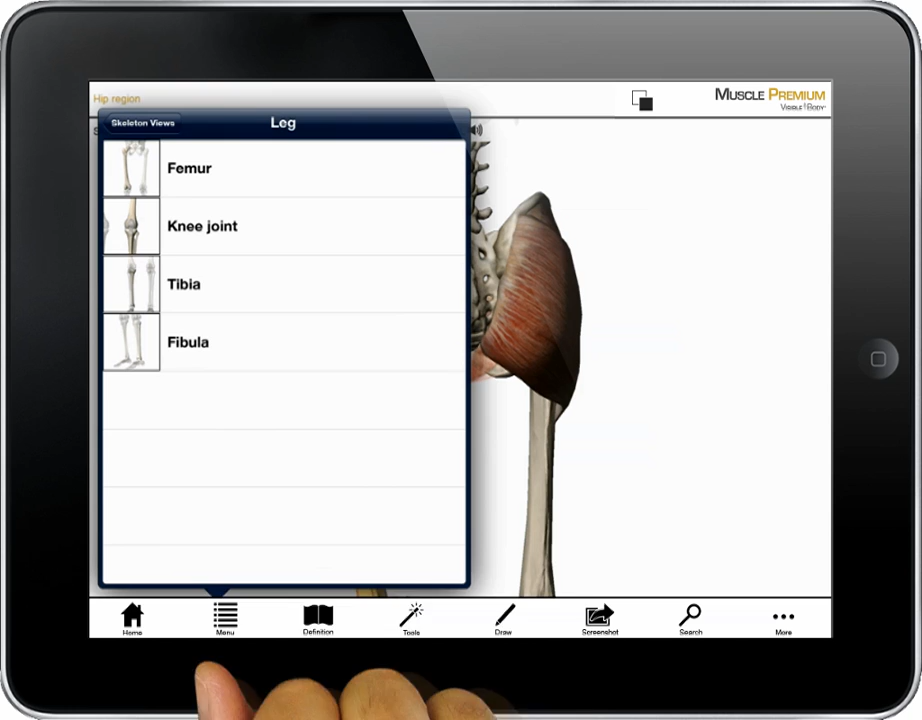 Hip region
MUSCLE PREMIUM
VISIBLE BODY
Skeleton Views
Leg
Femur
Knee joint
Tibia
Fibula
Home
Menu
Definition
Tools
Draw
Screenshot
Search
More